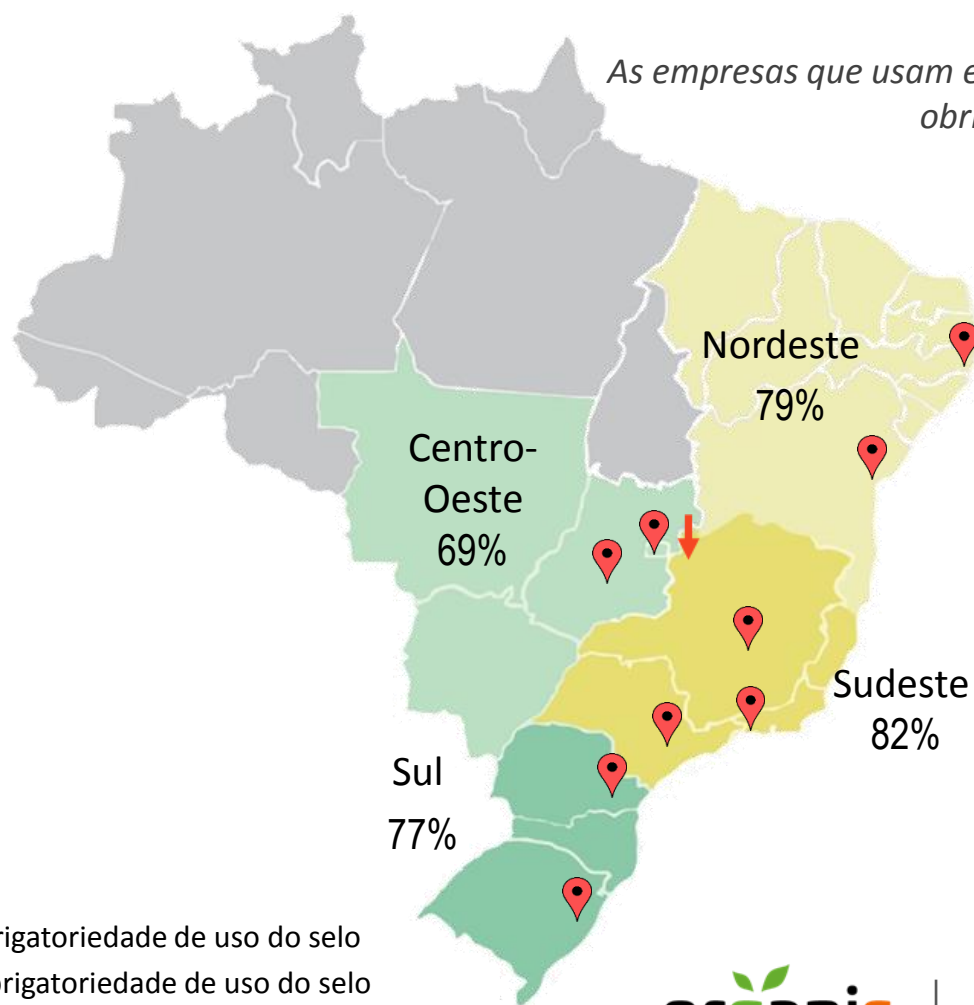 As empresas que usam
obri
Nordeste
79%
Centro-
Oeste
69%
Sudeste
82%
Sul
77%
rigatoriedade de uso do selo
origatoriedade de uso do selo